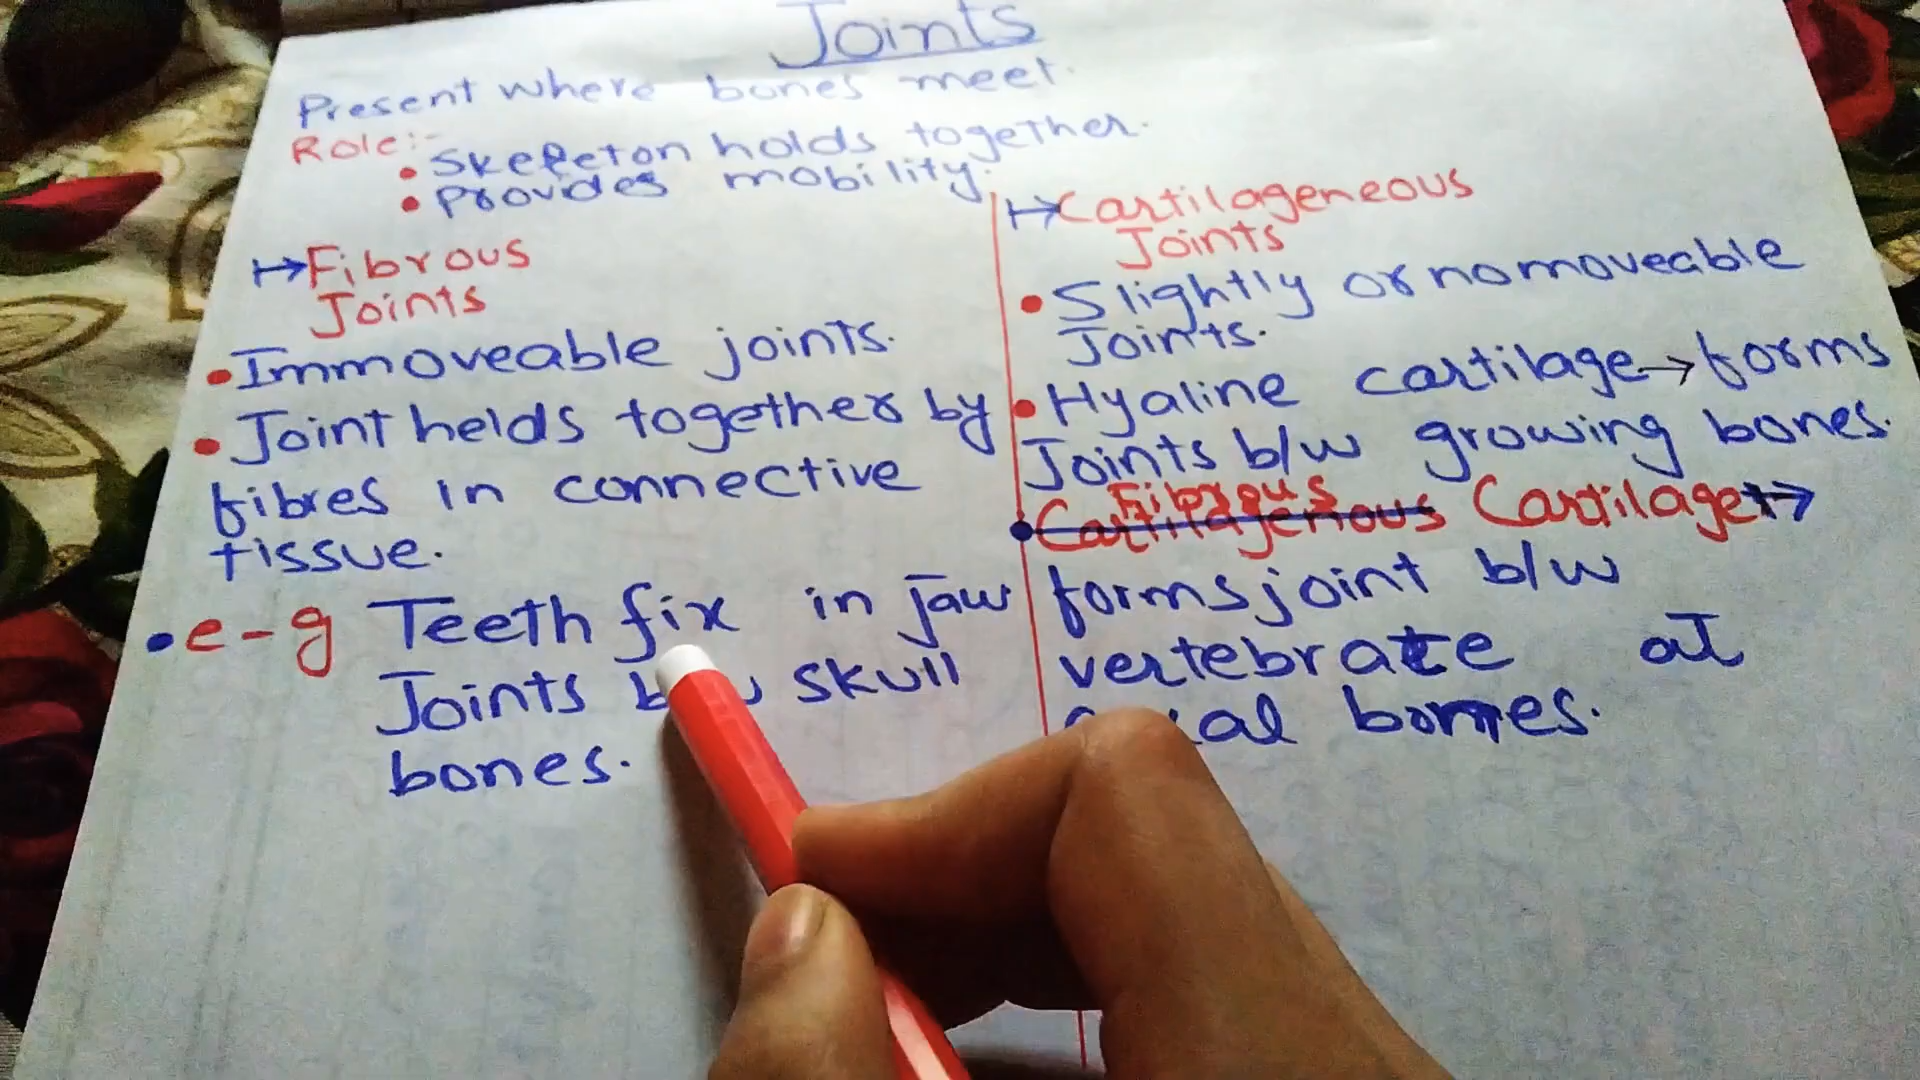 Joints
Present where bones meet.
Role:-
• Skeleton holds together.
• Provides mobility.
↦ Fibrous
Joints
• Immoveable joints.
• Joint helds together by
fibres in connective
tissue.
• e-g Teeth fix in jaw
Joints skull
bones.
↦ Cartilageneous
Joints
• Slightly or no moveable
Joints.
• Hyaline cartilage → forms
Joints b/w growing bones.
Fibrous
• Cartilagenous Cartilage ↦
forms joint b/w
vertebrate at
bones.